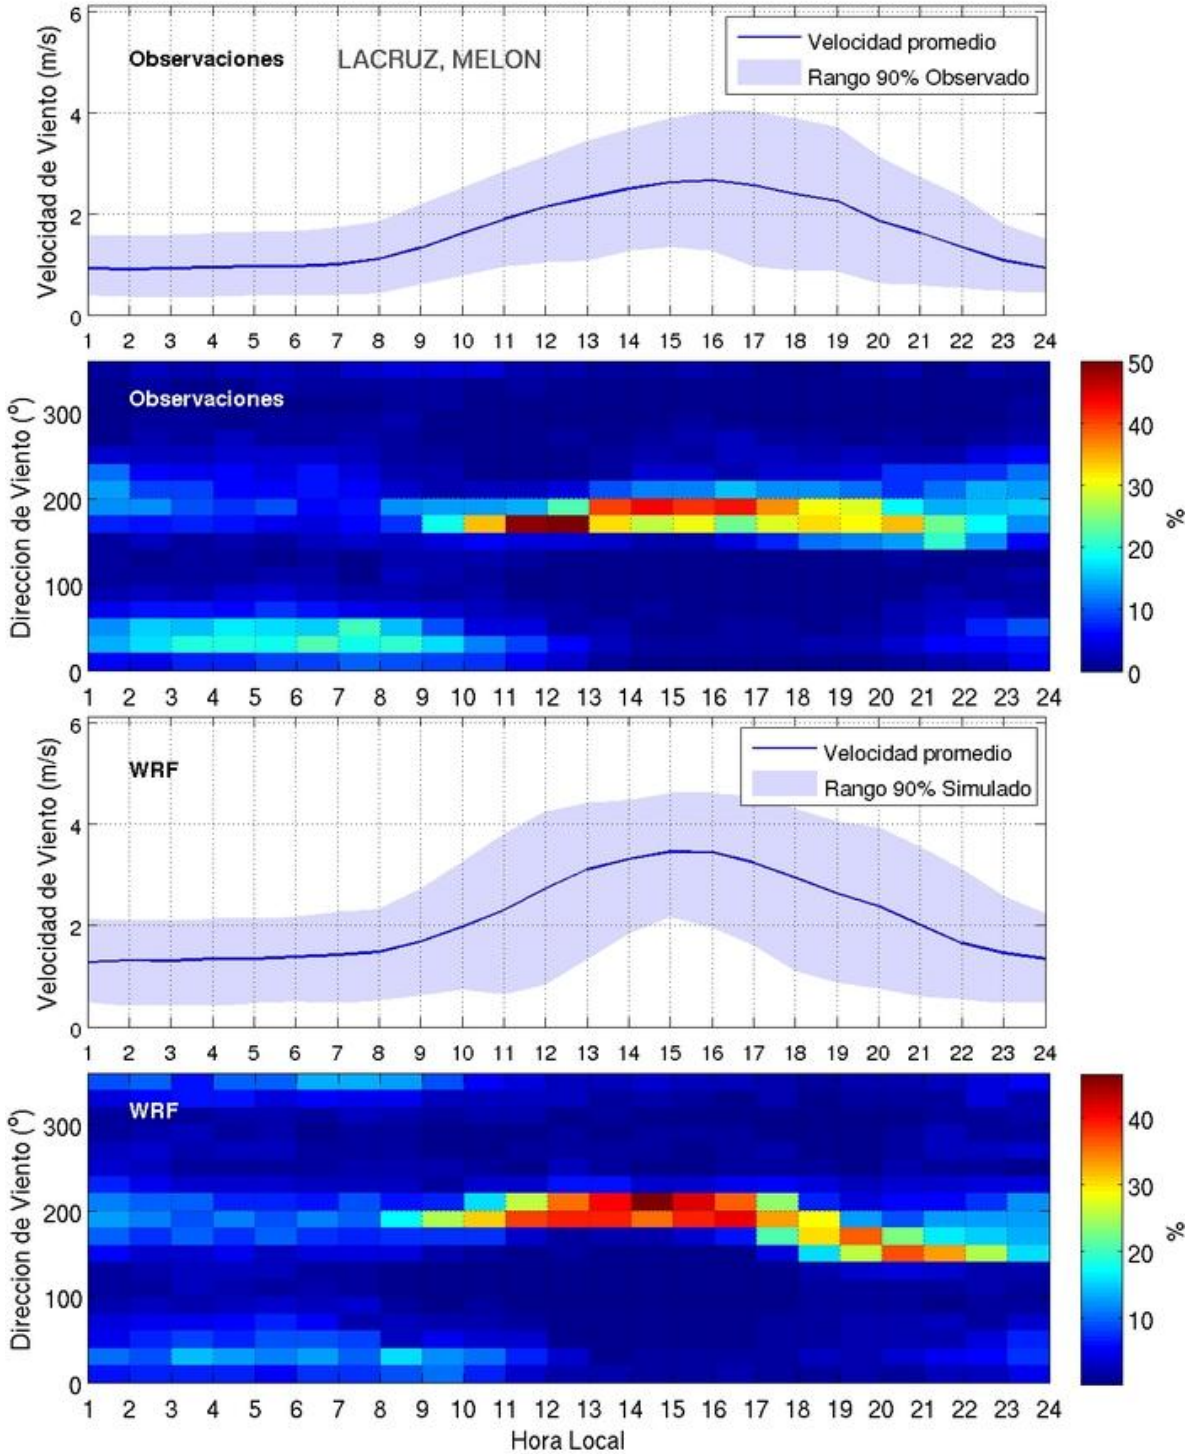 6
4
2
0
Velocidad de Viento (m/s)
Observaciones LACRUZ, MELON
Velocidad promedio
Rango 90% Observado
1 2 3 4 5 6 7 8 9 10 11 12 13 14 15 16 17 18 19 20 21 22 23 24
Direccion de Viento (º)
300
200
100
0
Observaciones
50
40
30
20
10
0
%
1 2 3 4 5 6 7 8 9 10 11 12 13 14 15 16 17 18 19 20 21 22 23 24
6
4
2
0
Velocidad de Viento (m/s)
WRF
Velocidad promedio
Rango 90% Simulado
1 2 3 4 5 6 7 8 9 10 11 12 13 14 15 16 17 18 19 20 21 22 23 24
Direccion de Viento (º)
300
200
100
0
WRF
40
30
20
10
%
1 2 3 4 5 6 7 8 9 10 11 12 13 14 15 16 17 18 19 20 21 22 23 24
Hora Local